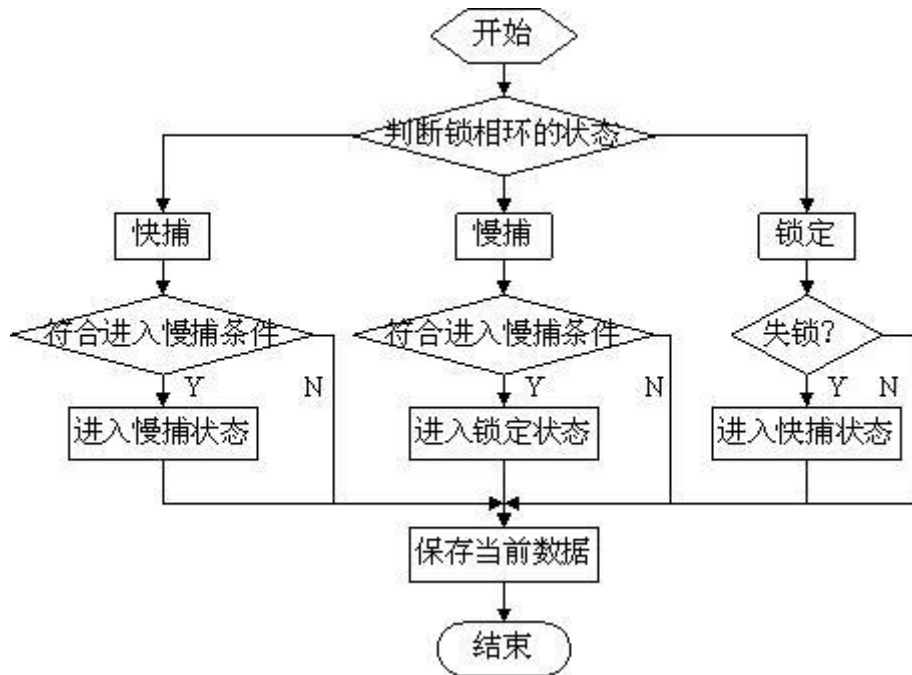 开始
判断锁相环的状态
快捕
慢捕
锁定
符合进入慢捕条件
符合进入慢捕条件
失锁?
Y
N
Y
N
Y
N
进入慢捕状态
进入锁定状态
进入快捕状态
保存当前数据
结束